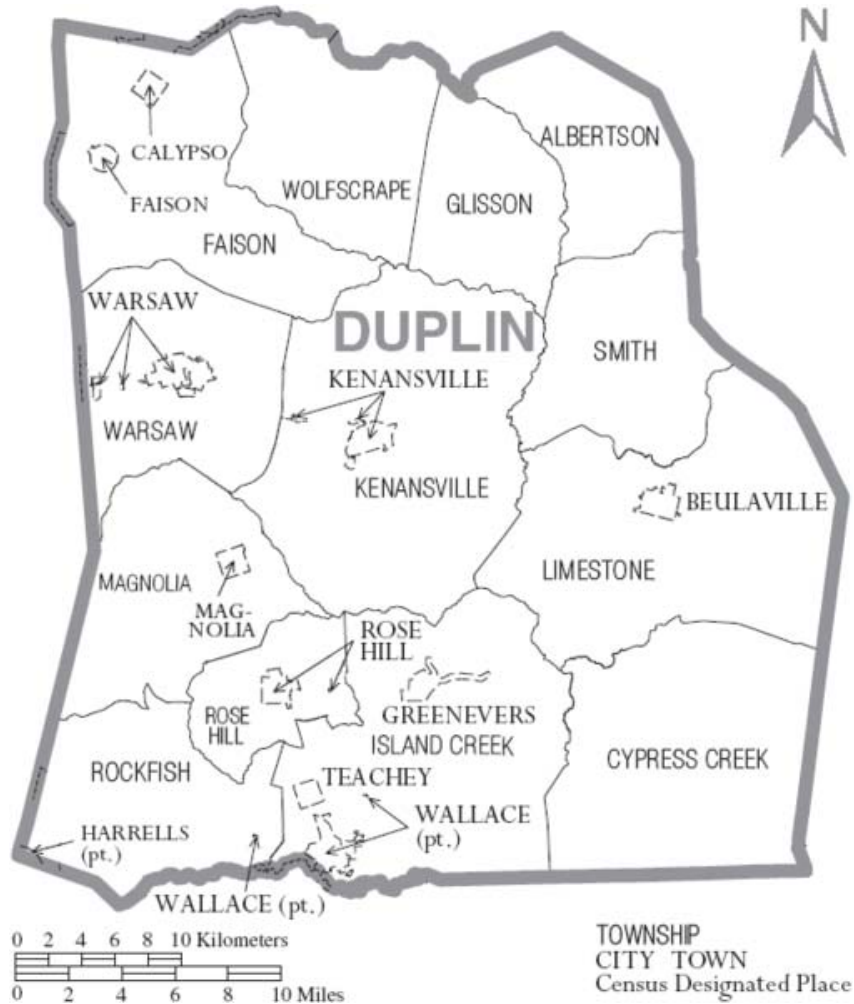 N
ALBERTSON
CALYPSO
WOLFSCRAPE
GLISSON
FAISON
FAISON
WARSAW
DUPLIN
SMITH
KENANSVILLE
WARSAW
KENANSVILLE
BEULAVILLE
LIMESTONE
MAGNOLIA
MAG-
NOLIA
ROSE
HILL
ROSE
HILL
GREENEVERS
ISLAND CREEK
ROCKFISH
CYPRESS CREEK
TEACHEY
WALLACE
(pt.)
HARRELLS
(pt.)
WALLACE (pt.)
0 2 4 6 8 10 Kilometers
0 2 4 6 8 10 Miles
TOWNSHIP
CITY TOWN
Census Designated Place